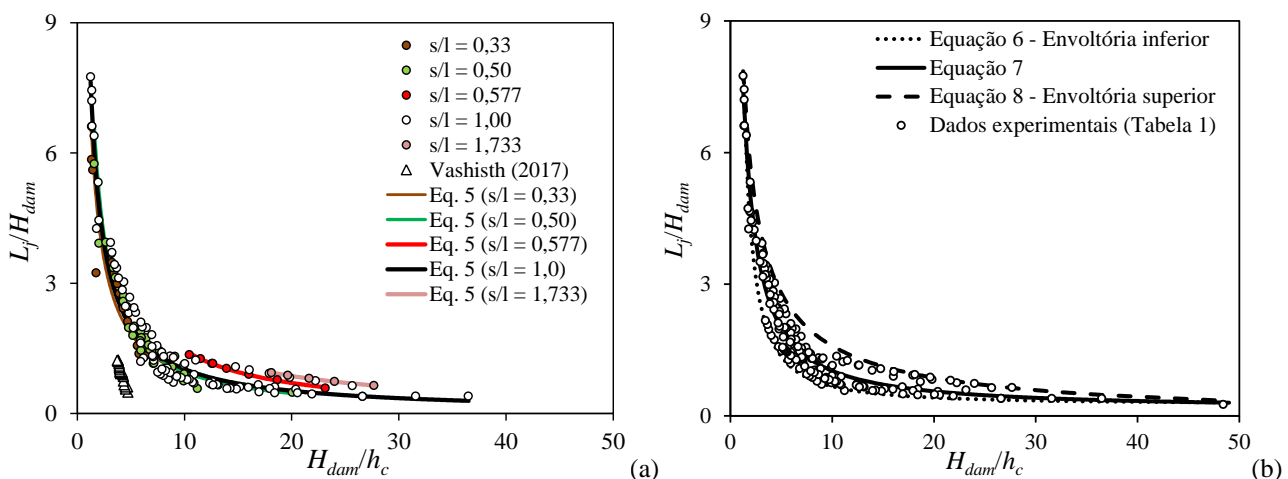 9
6
3
0
L_j/H_dam
s/l = 0,33
s/l = 0,50
s/l = 0,577
s/l = 1,00
s/l = 1,733
Vashisth (2017)
Eq. 5 (s/l = 0,33)
Eq. 5 (s/l = 0,50)
Eq. 5 (s/l = 0,577)
Eq. 5 (s/l = 1,0)
Eq. 5 (s/l = 1,733)
0 10 20 30 40 50
H_dam/h_c
(a)
9
6
3
0
L_j/H_dam
Equação 6 - Envoltória inferior
Equação 7
Equação 8 - Envoltória superior
Dados experimentais (Tabela 1)
0 10 20 30 40 50
H_dam/h_c
(b)